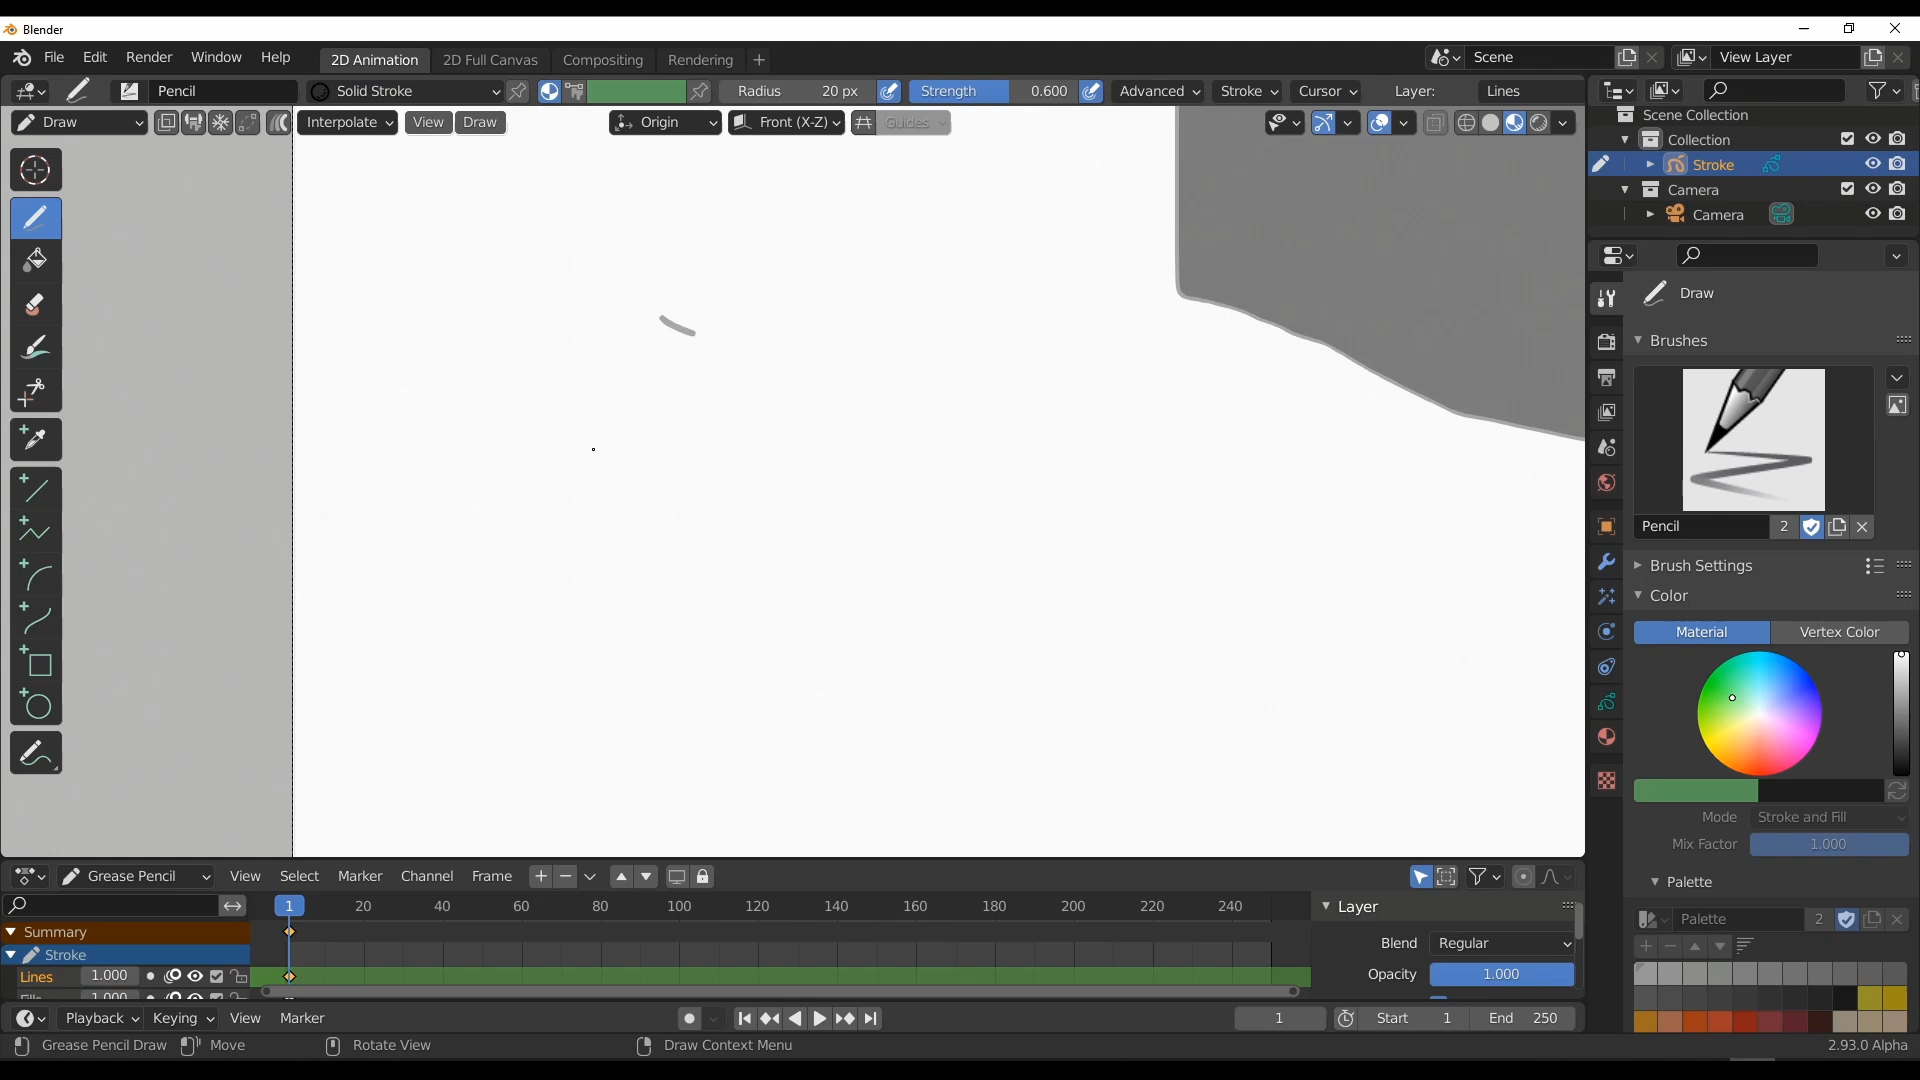 Blender
File Edit Render Window Help 2D Animation 2D Full Canvas Compositing Rendering + Scene View Layer
Pencil Solid Stroke Radius 20 px Strength 0.600 Advanced Stroke Cursor Layer: Lines
Draw Interpolate View Draw Origin Front (X-Z) Guides
Scene Collection
Collection
Stroke
Camera
Camera
Draw
Brushes
Pencil 2
Brush Settings
Color
Material Vertex Color
Mode Stroke and Fill
Mix Factor 1.000
Palette
Palette 2
Grease Pencil View Select Marker Channel Frame
1 20 40 60 80 100 120 140 160 180 200 220 240
Layer
Summary
Stroke
Blend Regular
Lines 1.000
Opacity 1.000
Fills 1.000
Playback Keying View Marker 1 Start 1 End 250
Grease Pencil Draw Move Rotate View Draw Context Menu 2.93.0 Alpha